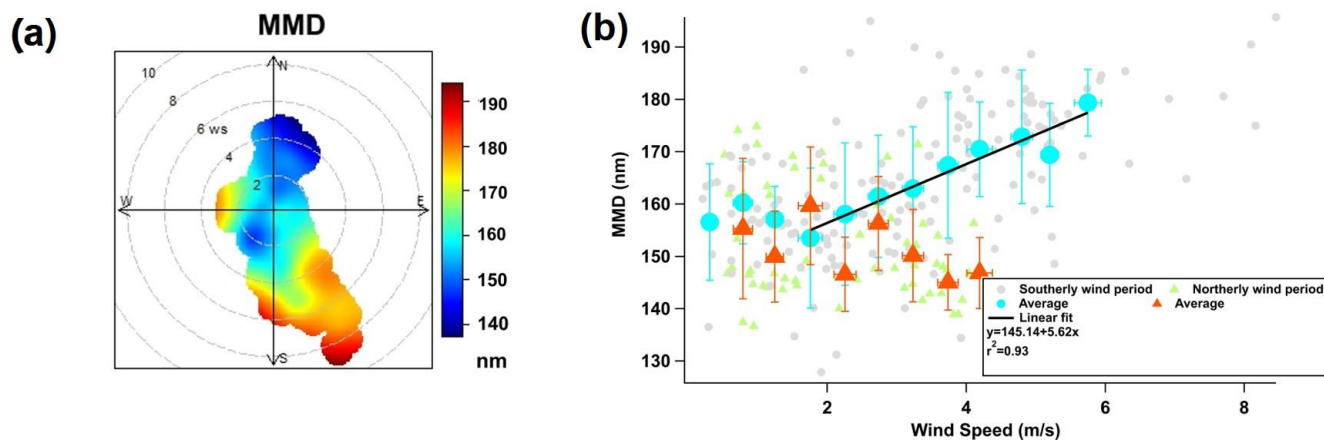 (a)
MMD
10
8
6 ws
4
2
N
W
E
S
190
180
170
160
150
140
nm
(b)
MMD (nm)
190
180
170
160
150
140
130
2
4
6
8
Wind Speed (m/s)
Southerly wind period
Northerly wind period
Average
Average
Linear fit
y=145.14+5.62x
r²=0.93